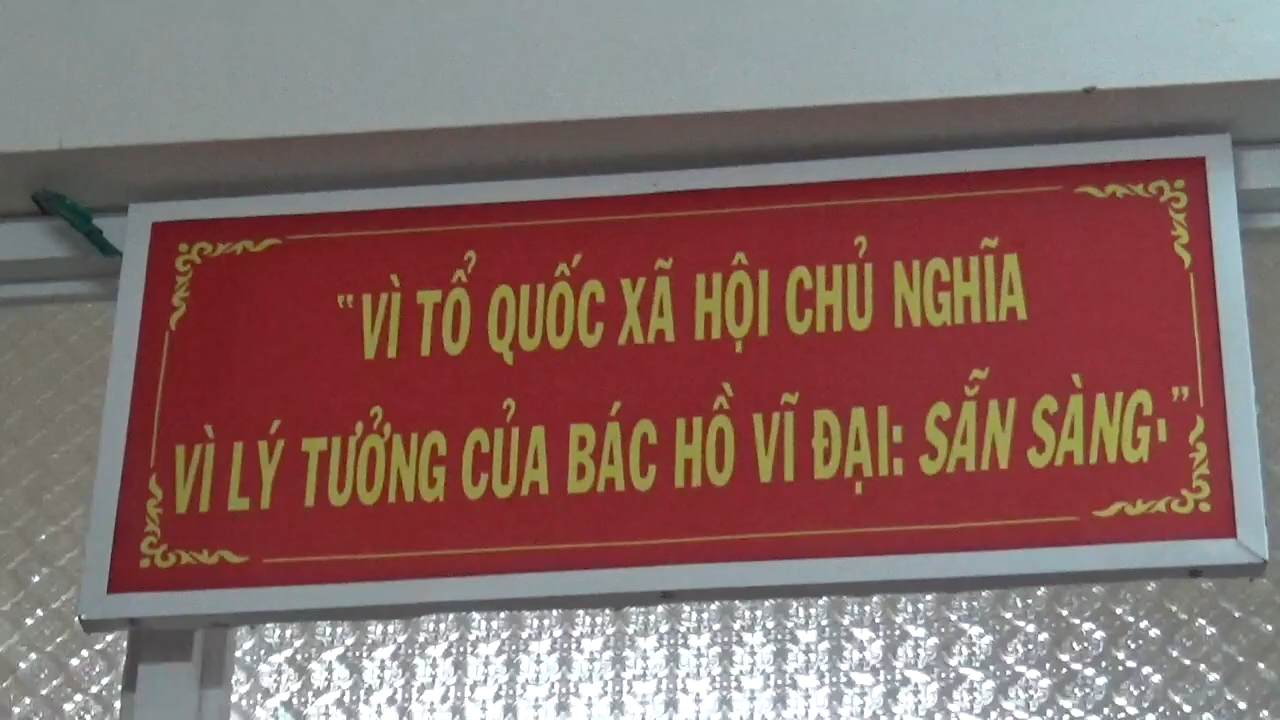 "VÌ TỔ QUỐC XÃ HỘI CHỦ NGHĨA
VÌ LÝ TƯỞNG CỦA BÁC HỒ VĨ ĐẠI: SẴN SÀNG."